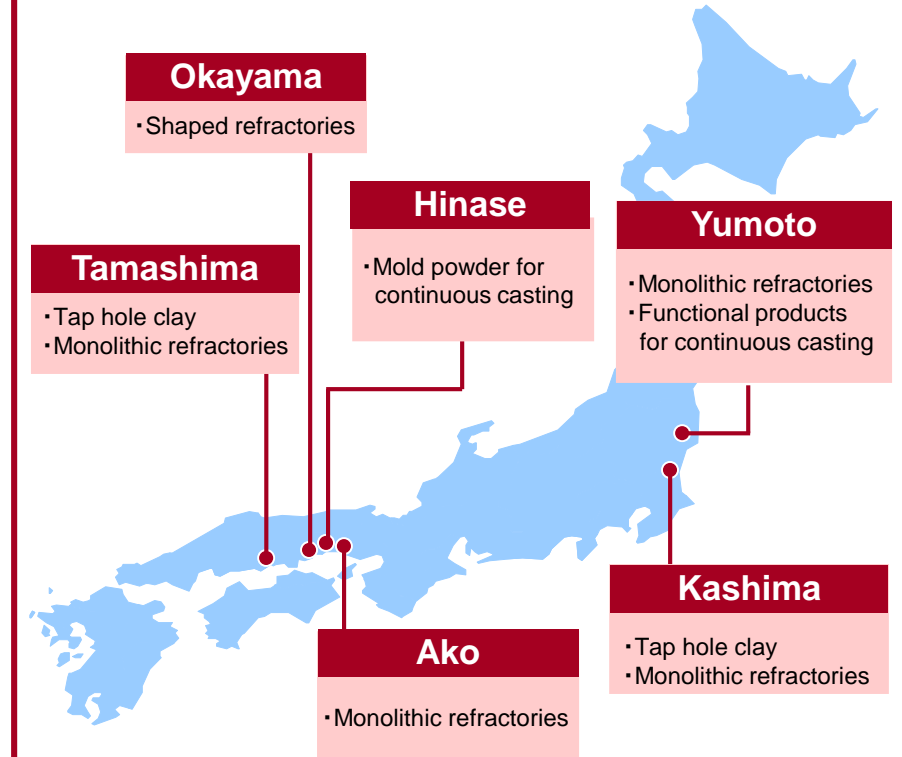 Okayama
・Shaped refractories
Hinase
・Mold powder for
continuous casting
Yumoto
・Monolithic refractories
・Functional products
for continuous casting
Tamashima
・Tap hole clay
・Monolithic refractories
Kashima
・Tap hole clay
・Monolithic refractories
Ako
・Monolithic refractories